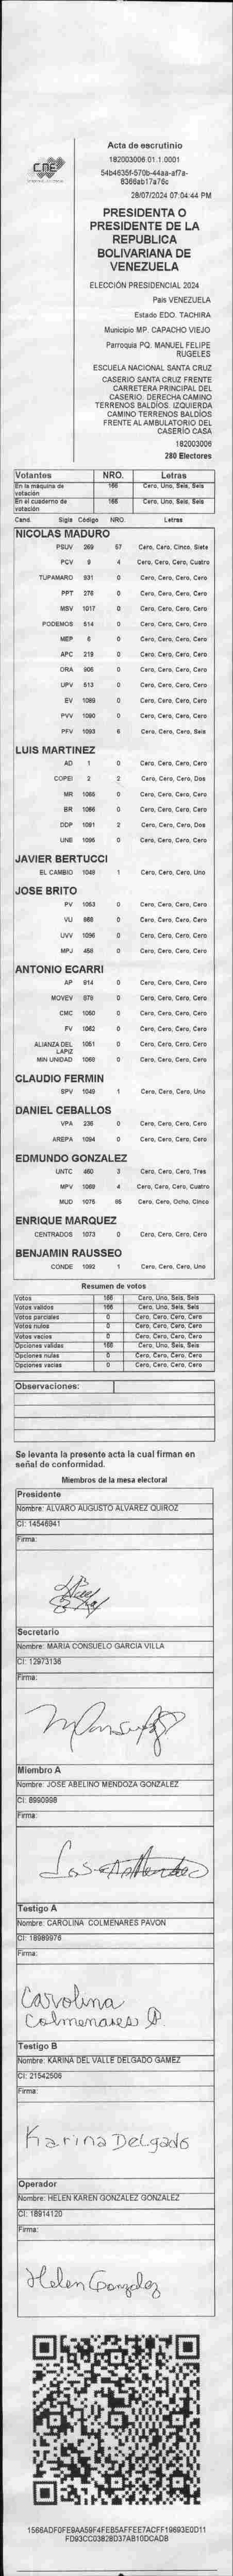 CNE
Acta de escrutinio
182003006.01.1.0001
28/07/2024 07:04:44 PM
PRESIDENTA O
PRESIDENTE DE LA
REPUBLICA
BOLIVARIANA DE
VENEZUELA
ELECCIÓN PRESIDENCIAL 2024
País VENEZUELA
Estado EDO. TACHIRA
Municipio MP. CAPACHO VIEJO
Parroquia PQ. MANUEL FELIPE
RUGELES
ESCUELA NACIONAL SANTA CRUZ
CASERIO SANTA CRUZ FRENTE
CARRETERA PRINCIPAL DEL
CASERIO. DERECHA CAMINO
TERRENOS BALDÍOS. IZQUIERDA
CAMINO TERRENOS BALDÍOS
FRENTE AL AMBULATORIO DEL
CASERÍO CASA
182003006
280 Electores
Votantes NRO. Letras
En la máquina de votación 166 Cero, Uno, Seis, Seis
En el cuaderno de votación 166 Cero, Uno, Seis, Seis
Cand. Sigla Código NRO. Letras
NICOLAS MADURO
PSUV 269 57 Cero, Cero, Cinco, Siete
PCV 9 4 Cero, Cero, Cero, Cuatro
TUPAMARO 931 0 Cero, Cero, Cero, Cero
PPT 276 0 Cero, Cero, Cero, Cero
MSV 1017 0 Cero, Cero, Cero, Cero
PODEMOS 514 0 Cero, Cero, Cero, Cero
MEP 6 0 Cero, Cero, Cero, Cero
APC 219 0 Cero, Cero, Cero, Cero
ORA 906 0 Cero, Cero, Cero, Cero
UPV 513 0 Cero, Cero, Cero, Cero
EV 1089 0 Cero, Cero, Cero, Cero
PVV 1090 0 Cero, Cero, Cero, Cero
PFV 1093 6 Cero, Cero, Cero, Seis
LUIS MARTINEZ
AD 1 0 Cero, Cero, Cero, Cero
COPEI 2 2 Cero, Cero, Cero, Dos
MR 1065 0 Cero, Cero, Cero, Cero
BR 1066 0 Cero, Cero, Cero, Cero
DDP 1091 2 Cero, Cero, Cero, Dos
UNE 1095 0 Cero, Cero, Cero, Cero
JAVIER BERTUCCI
EL CAMBIO 1048 1 Cero, Cero, Cero, Uno
JOSE BRITO
PV 1053 0 Cero, Cero, Cero, Cero
VU 868 0 Cero, Cero, Cero, Cero
UVV 1096 0 Cero, Cero, Cero, Cero
MPJ 458 0 Cero, Cero, Cero, Cero
ANTONIO ECARRI
AP 914 0 Cero, Cero, Cero, Cero
MOVEV 978 0 Cero, Cero, Cero, Cero
CMC 1050 0 Cero, Cero, Cero, Cero
FV 1062 0 Cero, Cero, Cero, Cero
ALIANZA DEL LAPIZ 1051 0 Cero, Cero, Cero, Cero
MIN UNIDAD 1068 0 Cero, Cero, Cero, Cero
CLAUDIO FERMIN
SPV 1049 1 Cero, Cero, Cero, Uno
DANIEL CEBALLOS
VPA 236 0 Cero, Cero, Cero, Cero
AREPA 1094 0 Cero, Cero, Cero, Cero
EDMUNDO GONZALEZ
UNTC 460 3 Cero, Cero, Cero, Tres
MPV 1069 4 Cero, Cero, Cero, Cuatro
MUD 1075 85 Cero, Cero, Ocho, Cinco
ENRIQUE MARQUEZ
CENTRADOS 1073 0 Cero, Cero, Cero, Cero
BENJAMIN RAUSSEO
CONDE 1092 1 Cero, Cero, Cero, Uno
Resumen de votos
Votos 166 Cero, Uno, Seis, Seis
Votos validos 166 Cero, Uno, Seis, Seis
Votos parciales 0 Cero, Cero, Cero, Cero
Votos nulos 0 Cero, Cero, Cero, Cero
Votos vacios 0 Cero, Cero, Cero, Cero
Opciones validas 166 Cero, Uno, Seis, Seis
Opciones nulas 0 Cero, Cero, Cero, Cero
Opciones vacias 0 Cero, Cero, Cero, Cero
Observaciones:
Se levanta la presente acta la cual firman en
señal de conformidad.
Miembros de la mesa electoral
Presidente
Nombre: ALVARO AUGUSTO ALVAREZ QUIROZ
CI: 14546941
Firma:
Secretario
Nombre: MARIA CONSUELO GARCIA VILLA
CI: 12973136
Firma:
Miembro A
Nombre: JOSE ABELINO MENDOZA GONZALEZ
CI: 8990998
Firma:
Testigo A
Nombre: CAROLINA COLMENARES PAVON
CI: 18989976
Firma:
Carolina
Colmenares P.
Testigo B
Nombre: KARINA DEL VALLE DELGADO GAMEZ
CI: 21542506
Firma:
Karina Delgado
Operador
Nombre: HELEN KAREN GONZALEZ GONZALEZ
CI: 18914120
Firma:
Helen Gonzalez